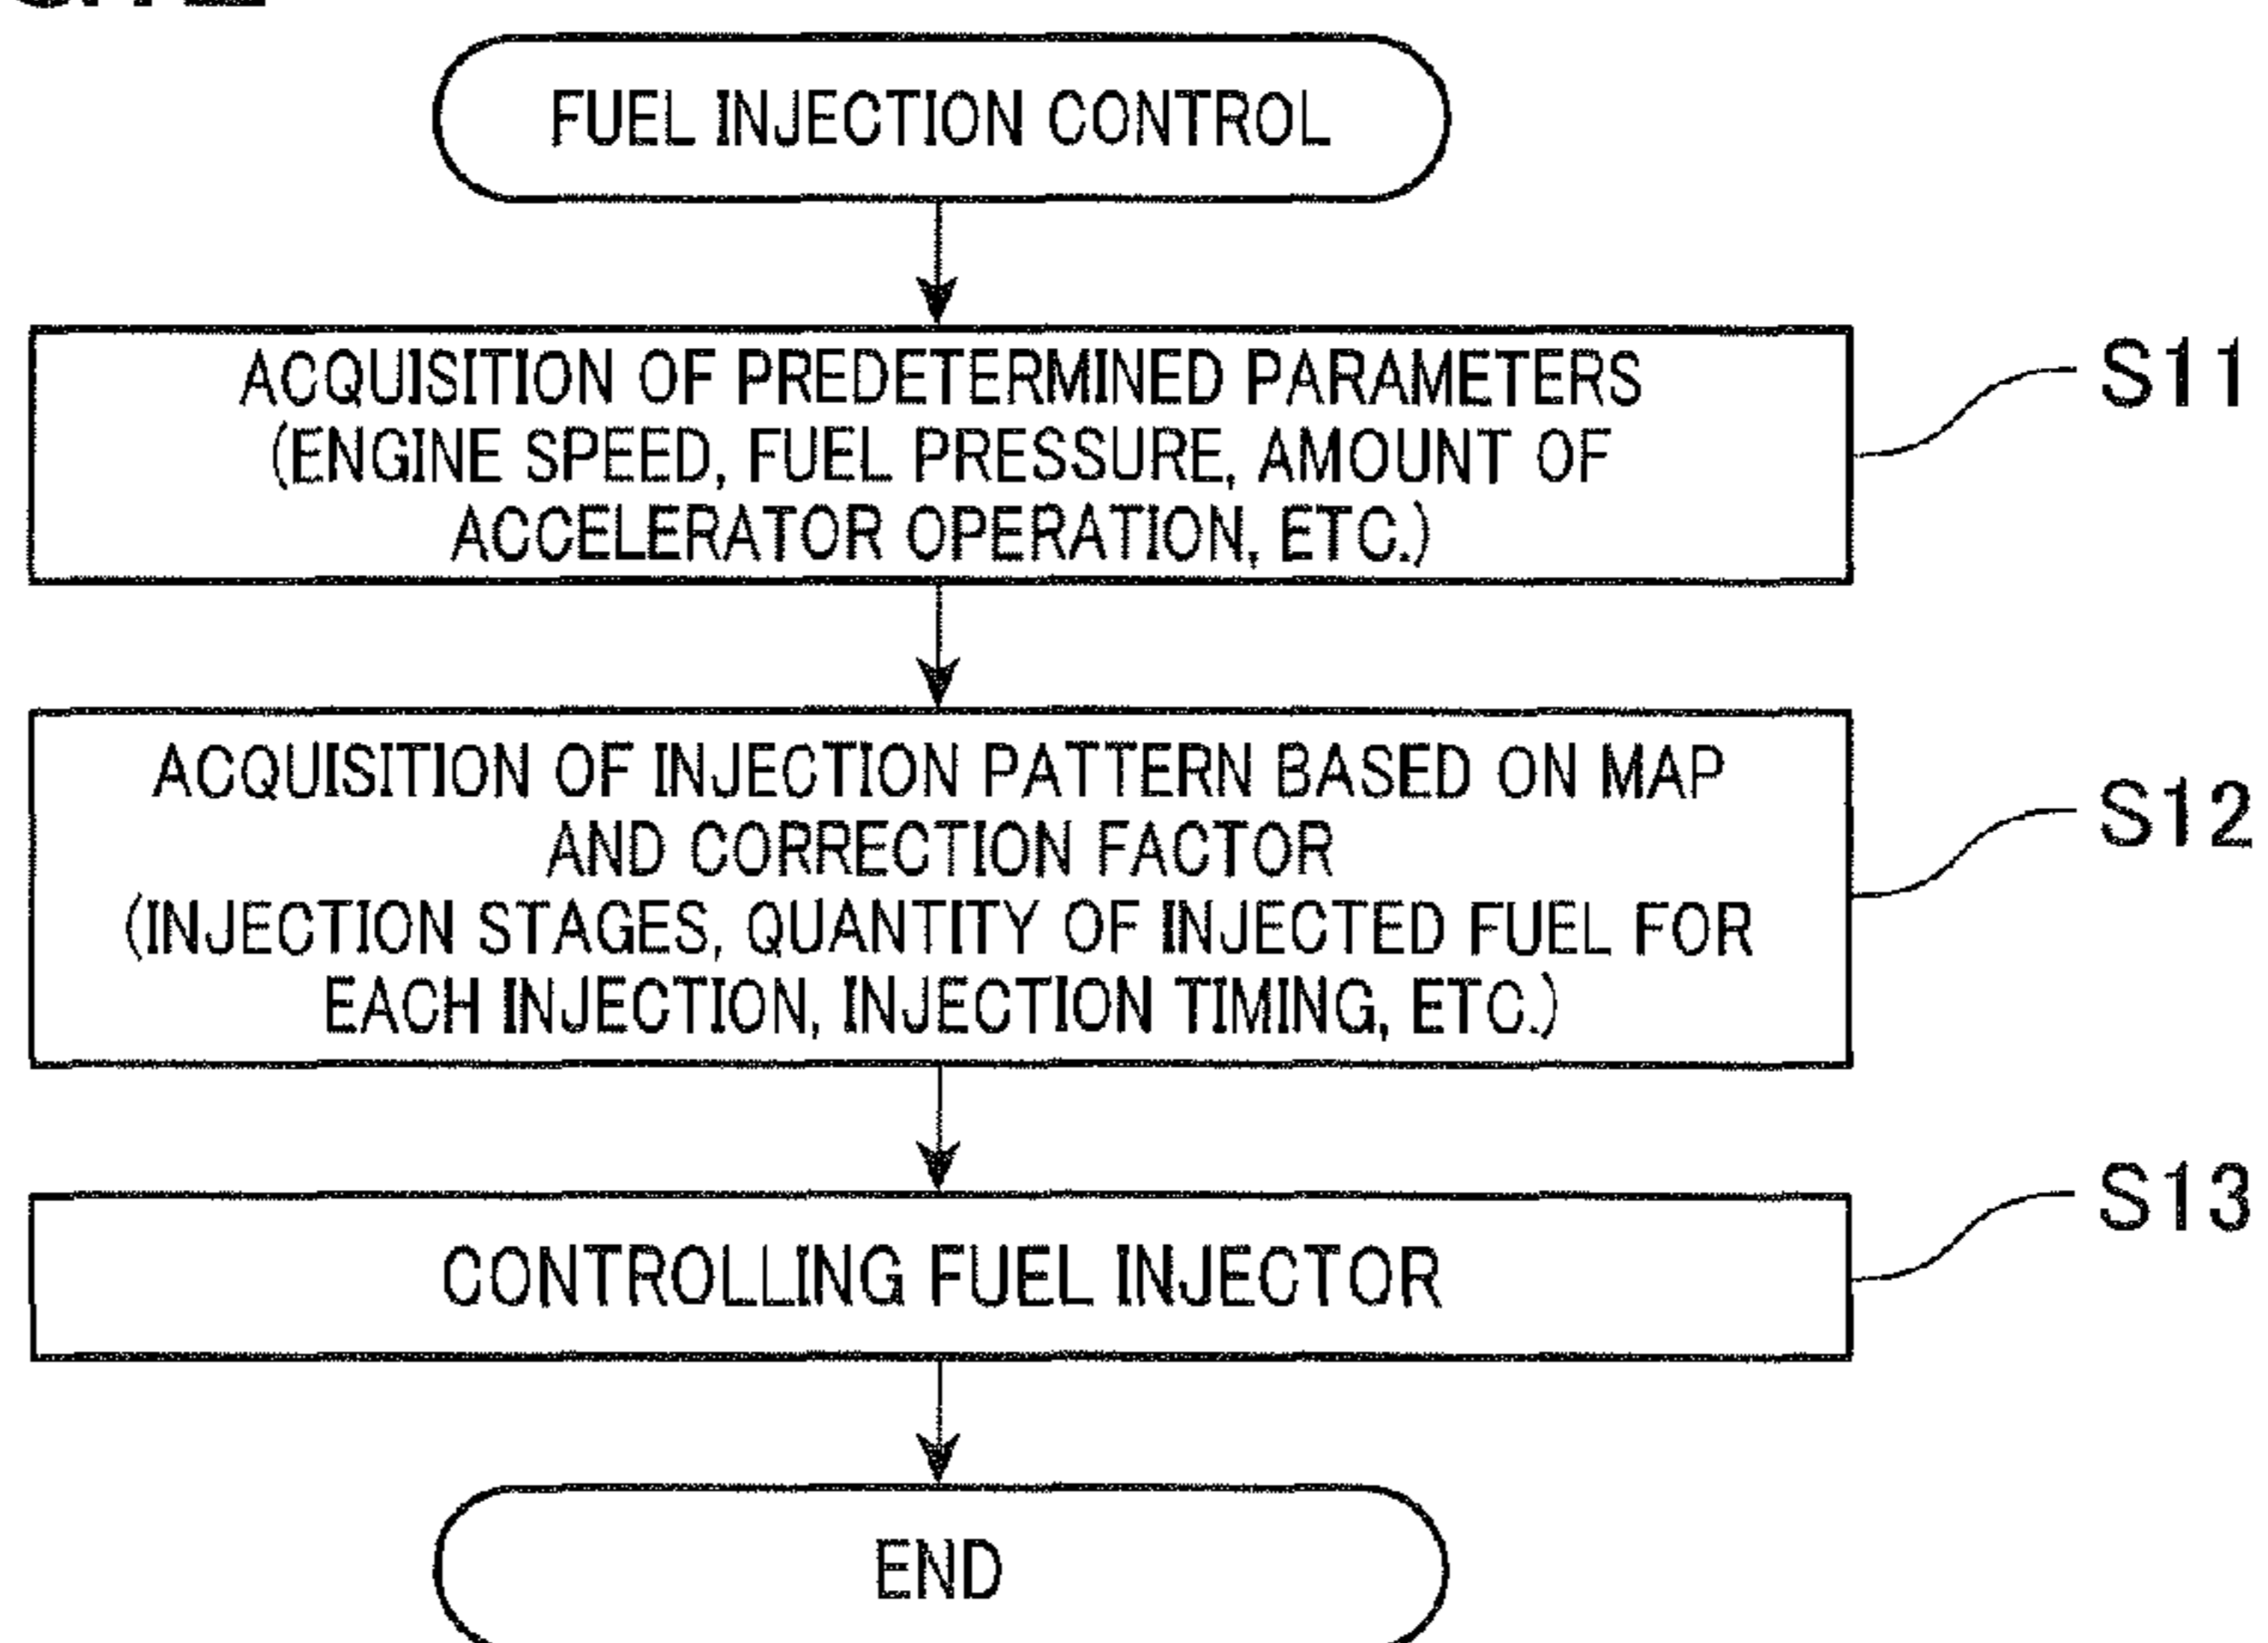 FUEL INJECTION CONTROL
ACQUISITION OF PREDETERMINED PARAMETERS
(ENGINE SPEED, FUEL PRESSURE, AMOUNT OF
ACCELERATOR OPERATION, ETC.)
S11
ACQUISITION OF INJECTION PATTERN BASED ON MAP
AND CORRECTION FACTOR
(INJECTION STAGES, QUANTITY OF INJECTED FUEL FOR
EACH INJECTION, INJECTION TIMING, ETC.)
S12
CONTROLLING FUEL INJECTOR
S13
END